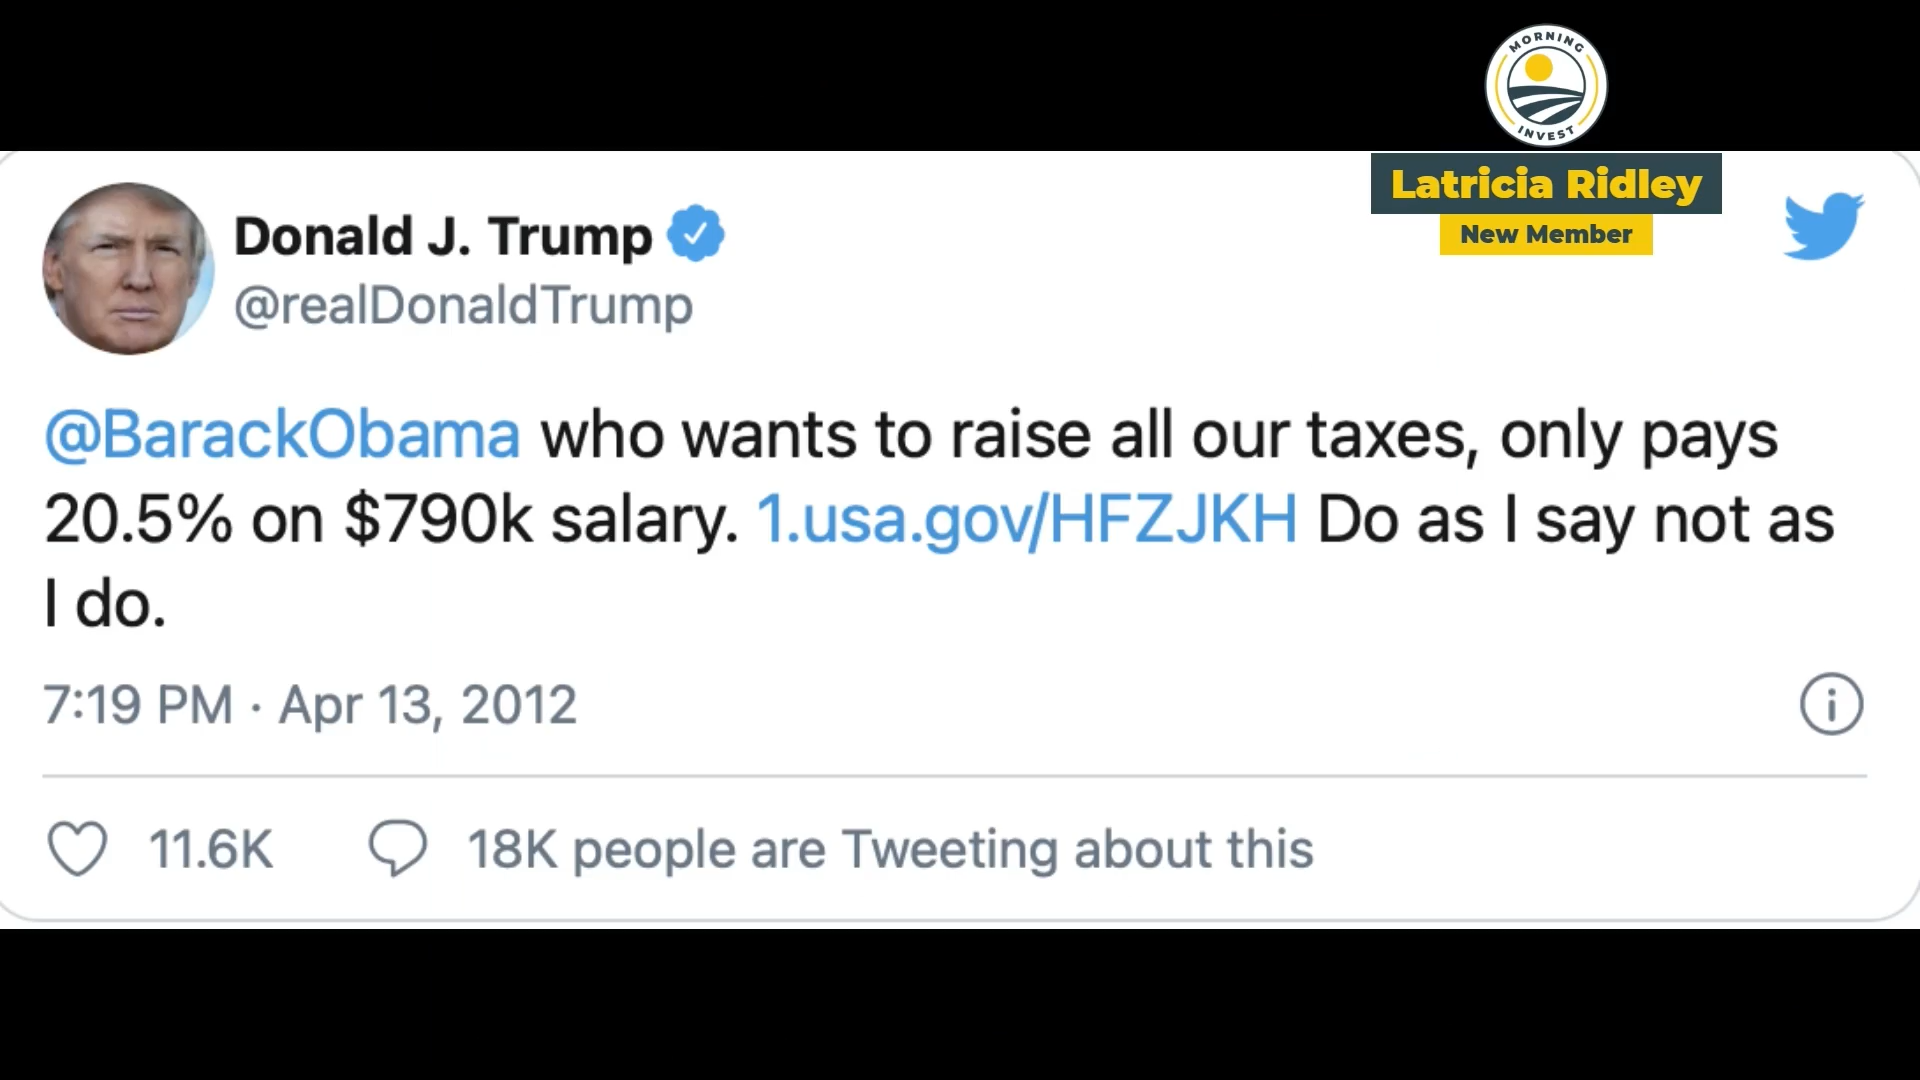 MORNING
INVEST
Latricia Ridley
New Member
Donald J. Trump
@realDonaldTrump
@BarackObama who wants to raise all our taxes, only pays
20.5% on $790k salary. 1.usa.gov/HFZJKH Do as I say not as
I do.
7:19 PM · Apr 13, 2012
11.6K 18K people are Tweeting about this